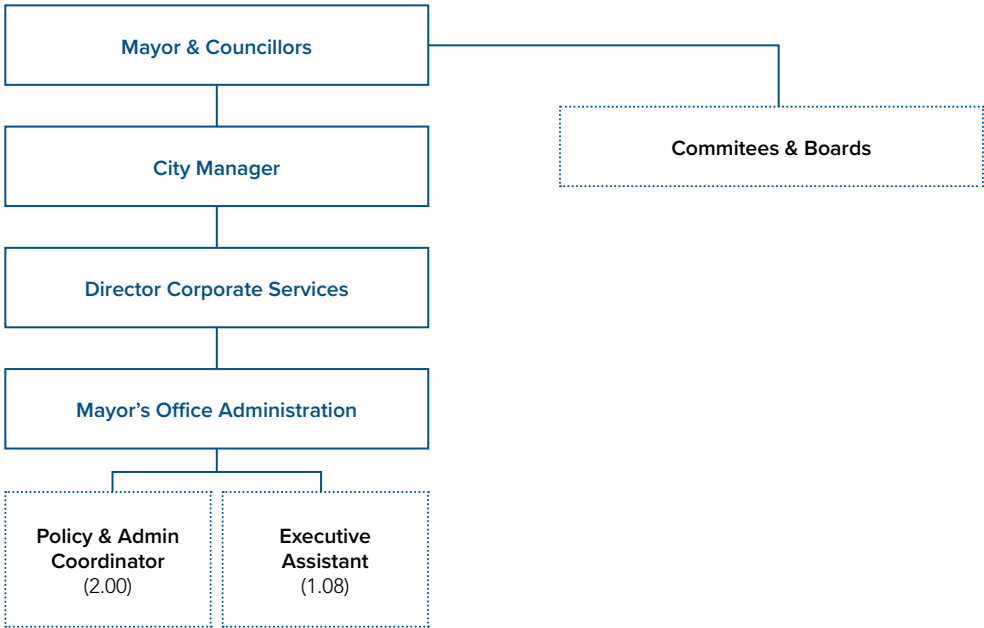 Mayor & Councillors
Commitees & Boards
City Manager
Director Corporate Services
Mayor’s Office Administration
Policy & Admin
Coordinator
(2.00)
Executive
Assistant
(1.08)